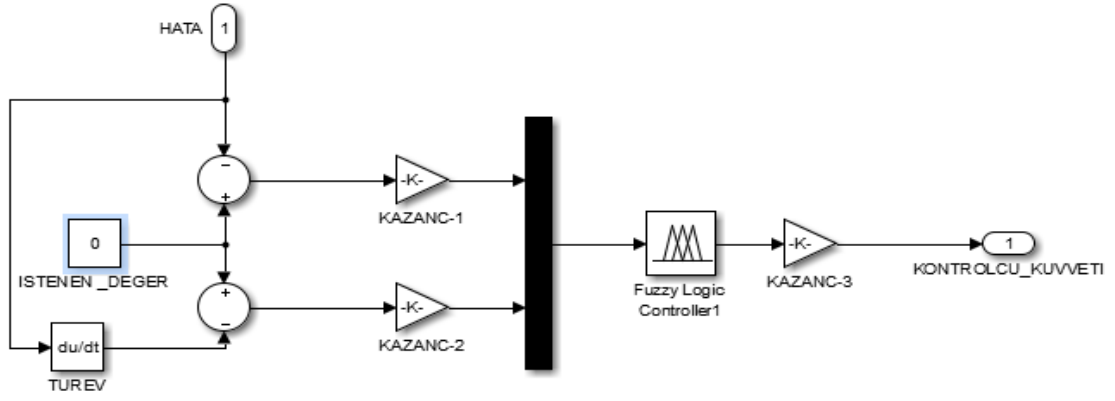 HATA
1
−
+
-K-
KAZANC-1
0
ISTENEN _DEGER
+
−
-K-
KAZANC-2
du/dt
TUREV
Fuzzy Logic
Controller1
-K-
KAZANC-3
1
KONTROLCU_KUVVETI